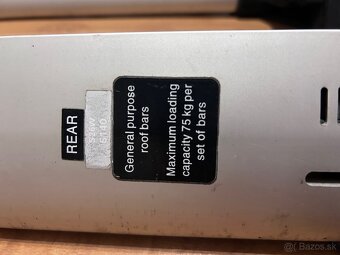 REAR
General purpose
roof bars
Maximum loading
capacity 75 kg per
set of bars
Bazos.sk